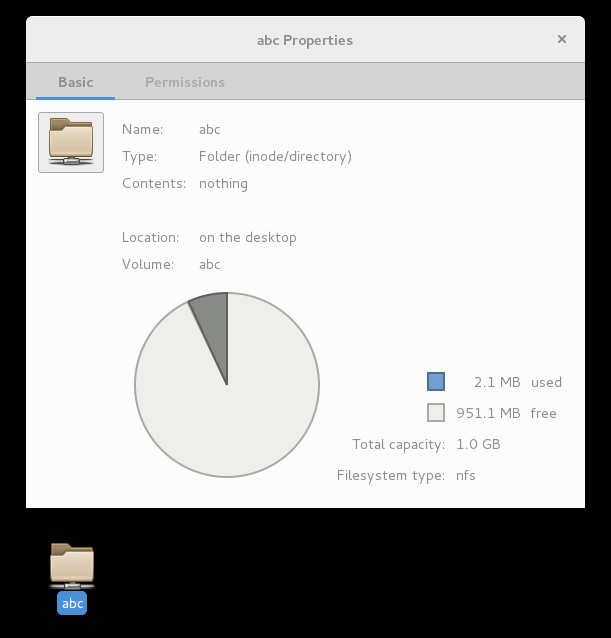 abc Properties ×
Basic Permissions
Name: abc
Type: Folder (inode/directory)
Contents: nothing
Location: on the desktop
Volume: abc
2.1 MB used
951.1 MB free
Total capacity: 1.0 GB
Filesystem type: nfs
abc